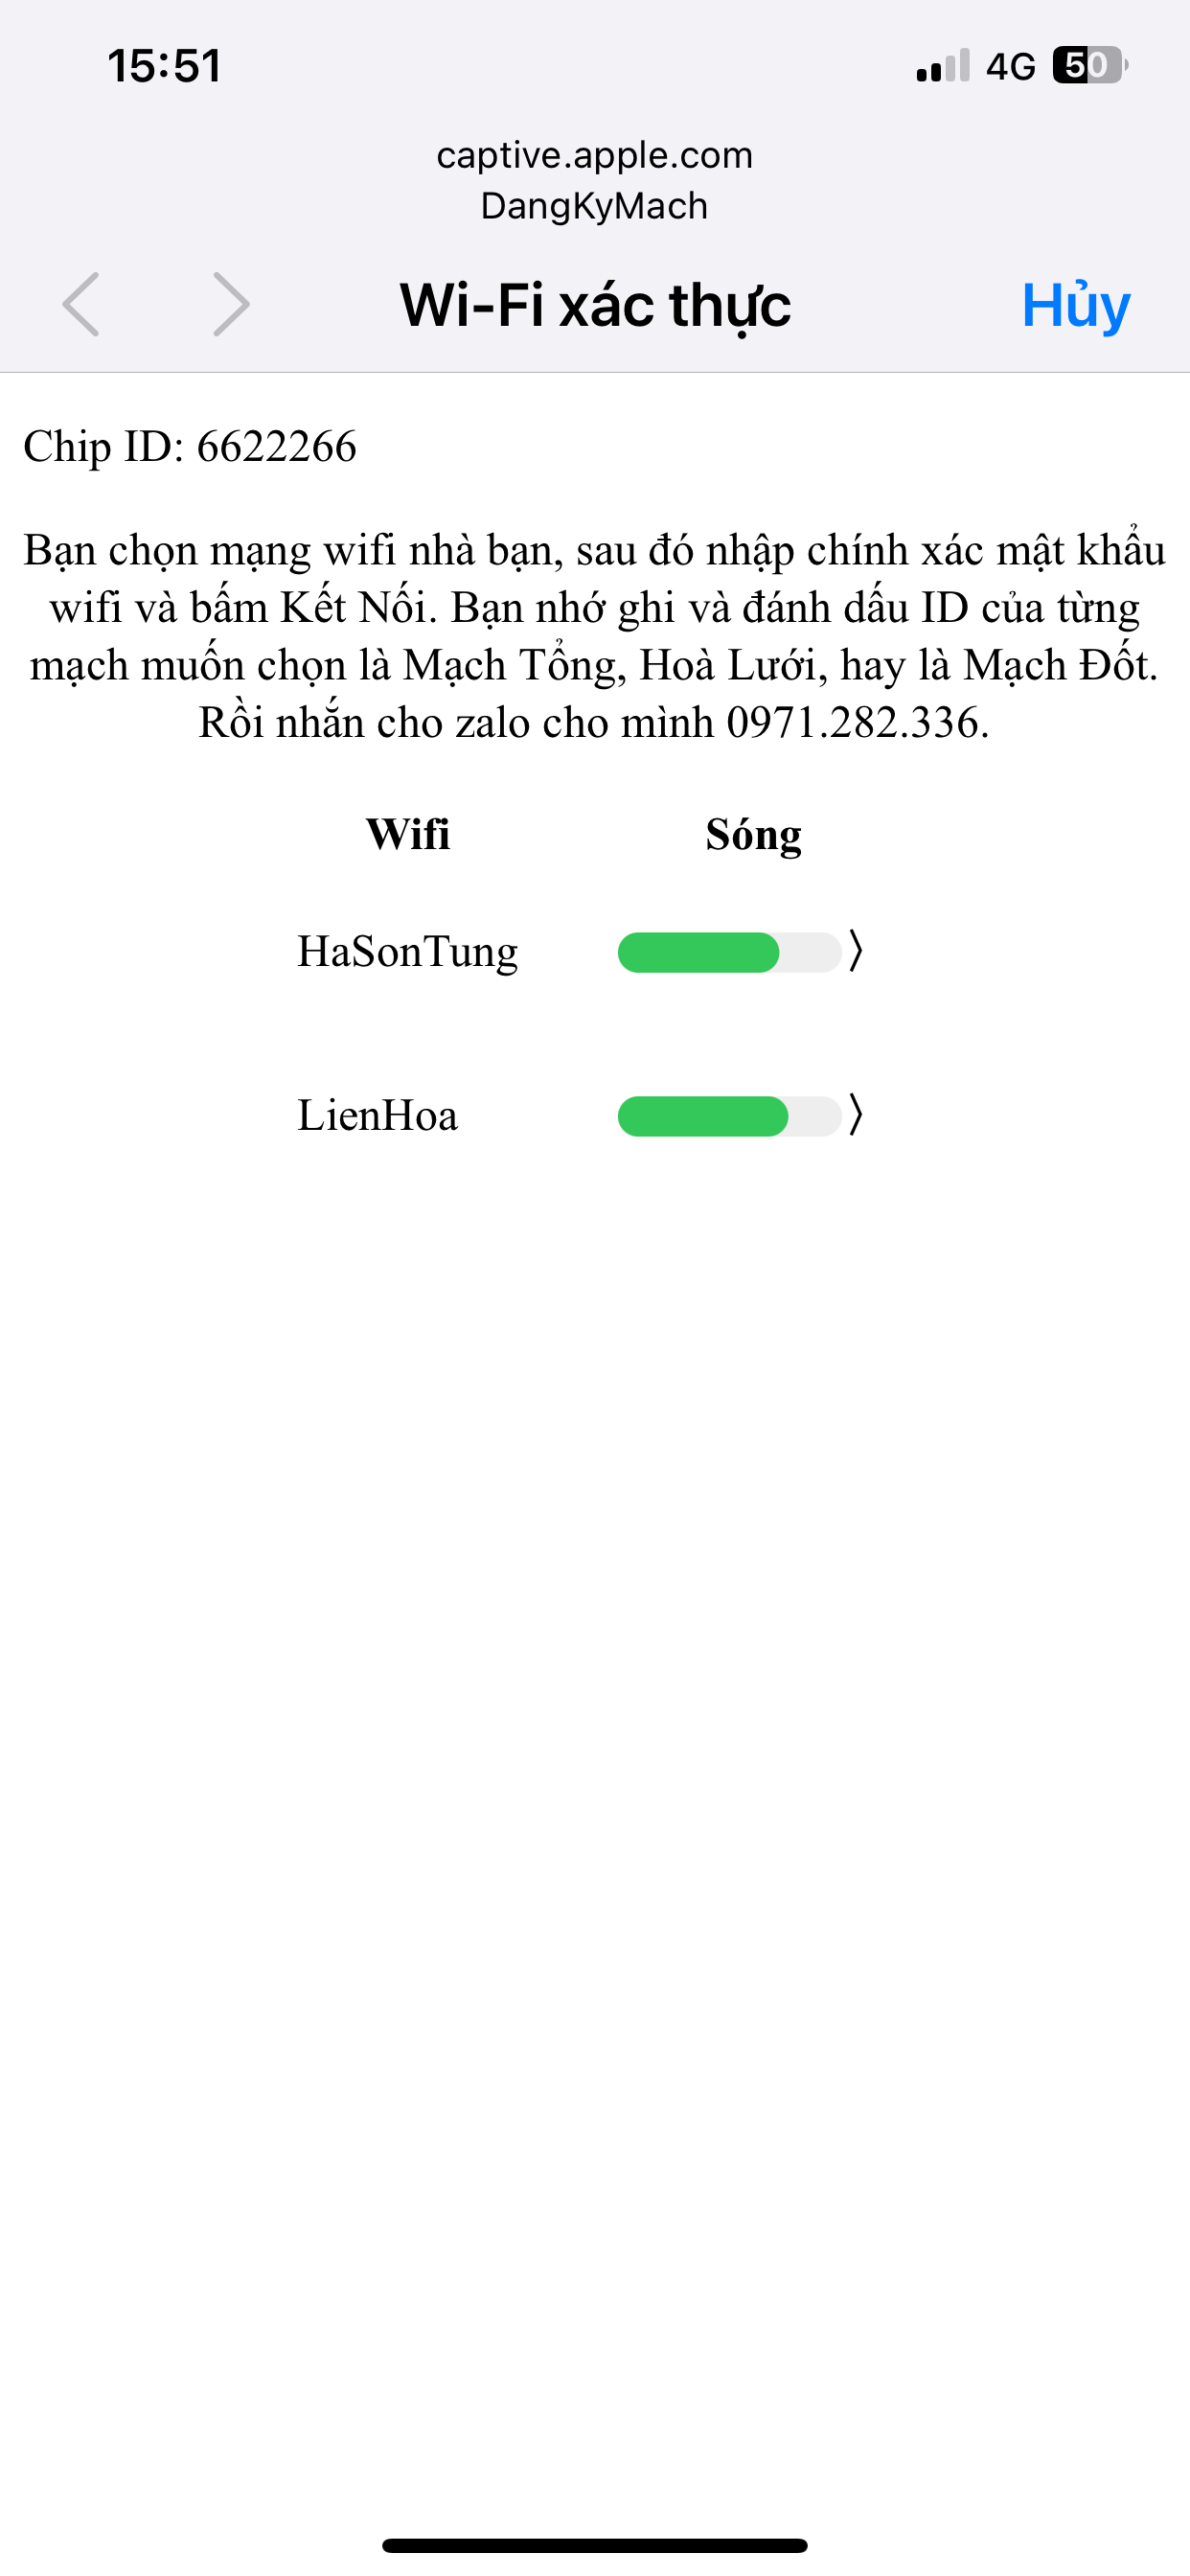 15:51
4G 50
captive.apple.com
DangKyMach
Wi-Fi xác thực
Hủy
Chip ID: 6622266
Bạn chọn mạng wifi nhà bạn, sau đó nhập chính xác mật khẩu
wifi và bấm Kết Nối. Bạn nhớ ghi và đánh dấu ID của từng
mạch muốn chọn là Mạch Tổng, Hoà Lưới, hay là Mạch Đốt.
Rồi nhắn cho zalo cho mình 0971.282.336.
Wifi Sóng
HaSonTung
LienHoa